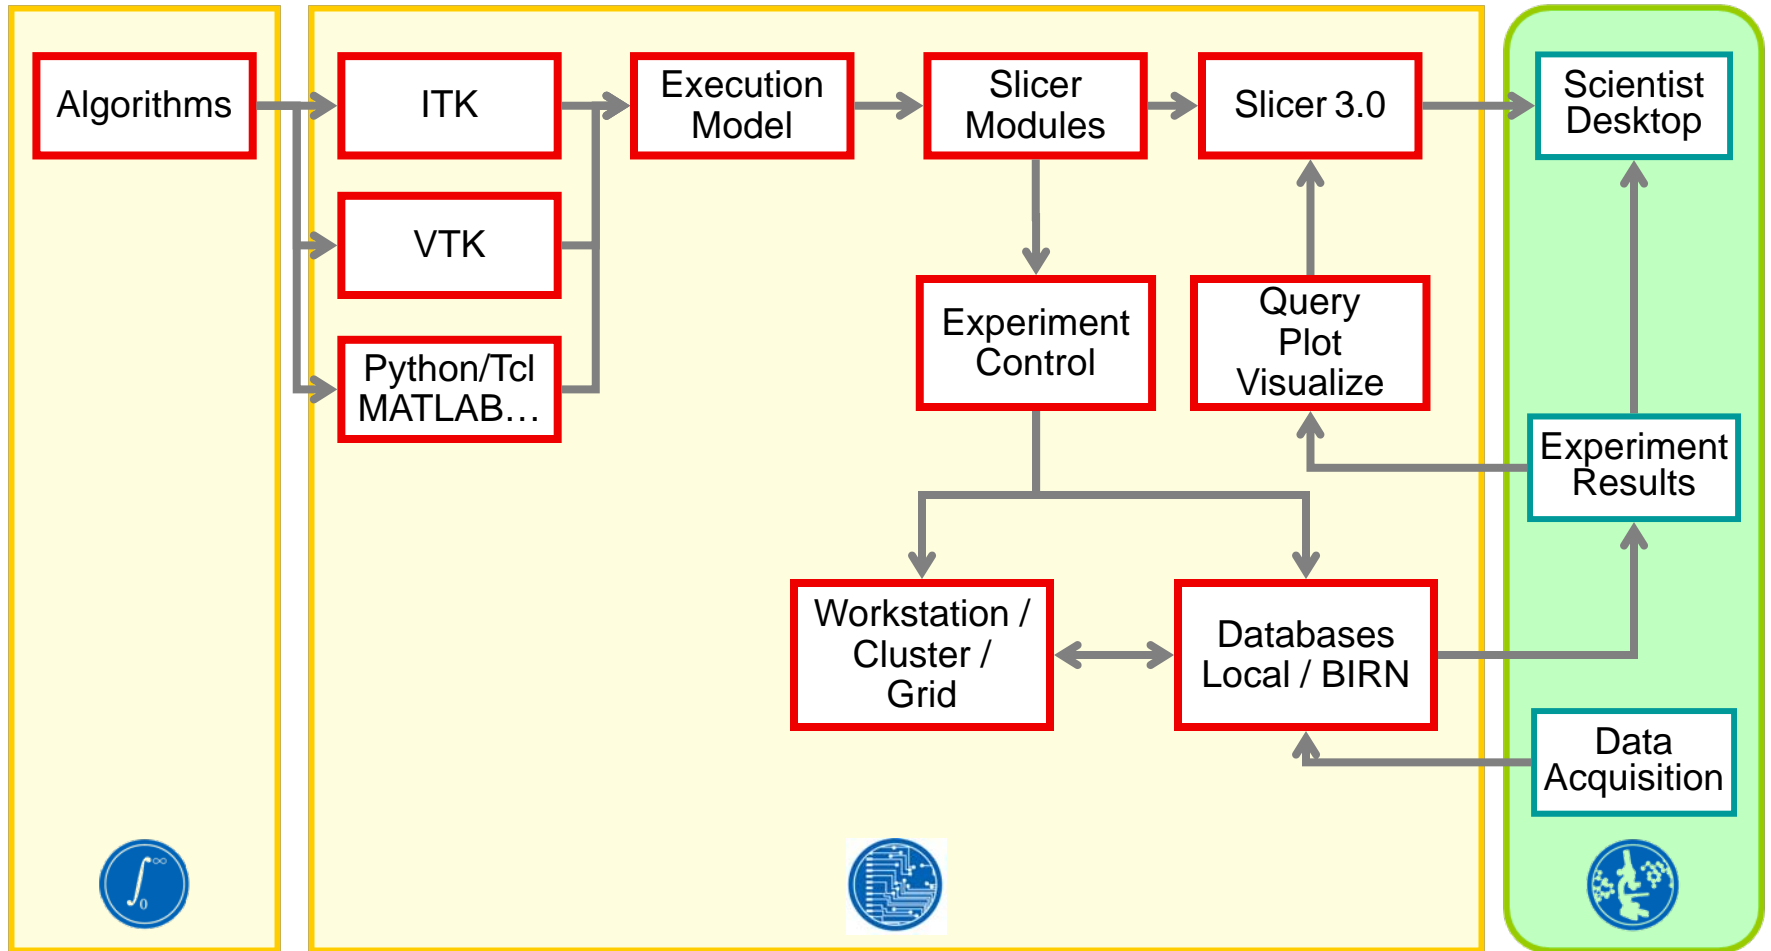 Algorithms
ITK
Execution
Model
Slicer
Modules
Slicer 3.0
Scientist
Desktop
VTK
Python/Tcl
MATLAB…
Experiment
Control
Query
Plot
Visualize
Experiment
Results
Workstation /
Cluster /
Grid
Databases
Local / BIRN
Data
Acquisition
∫
∞
0